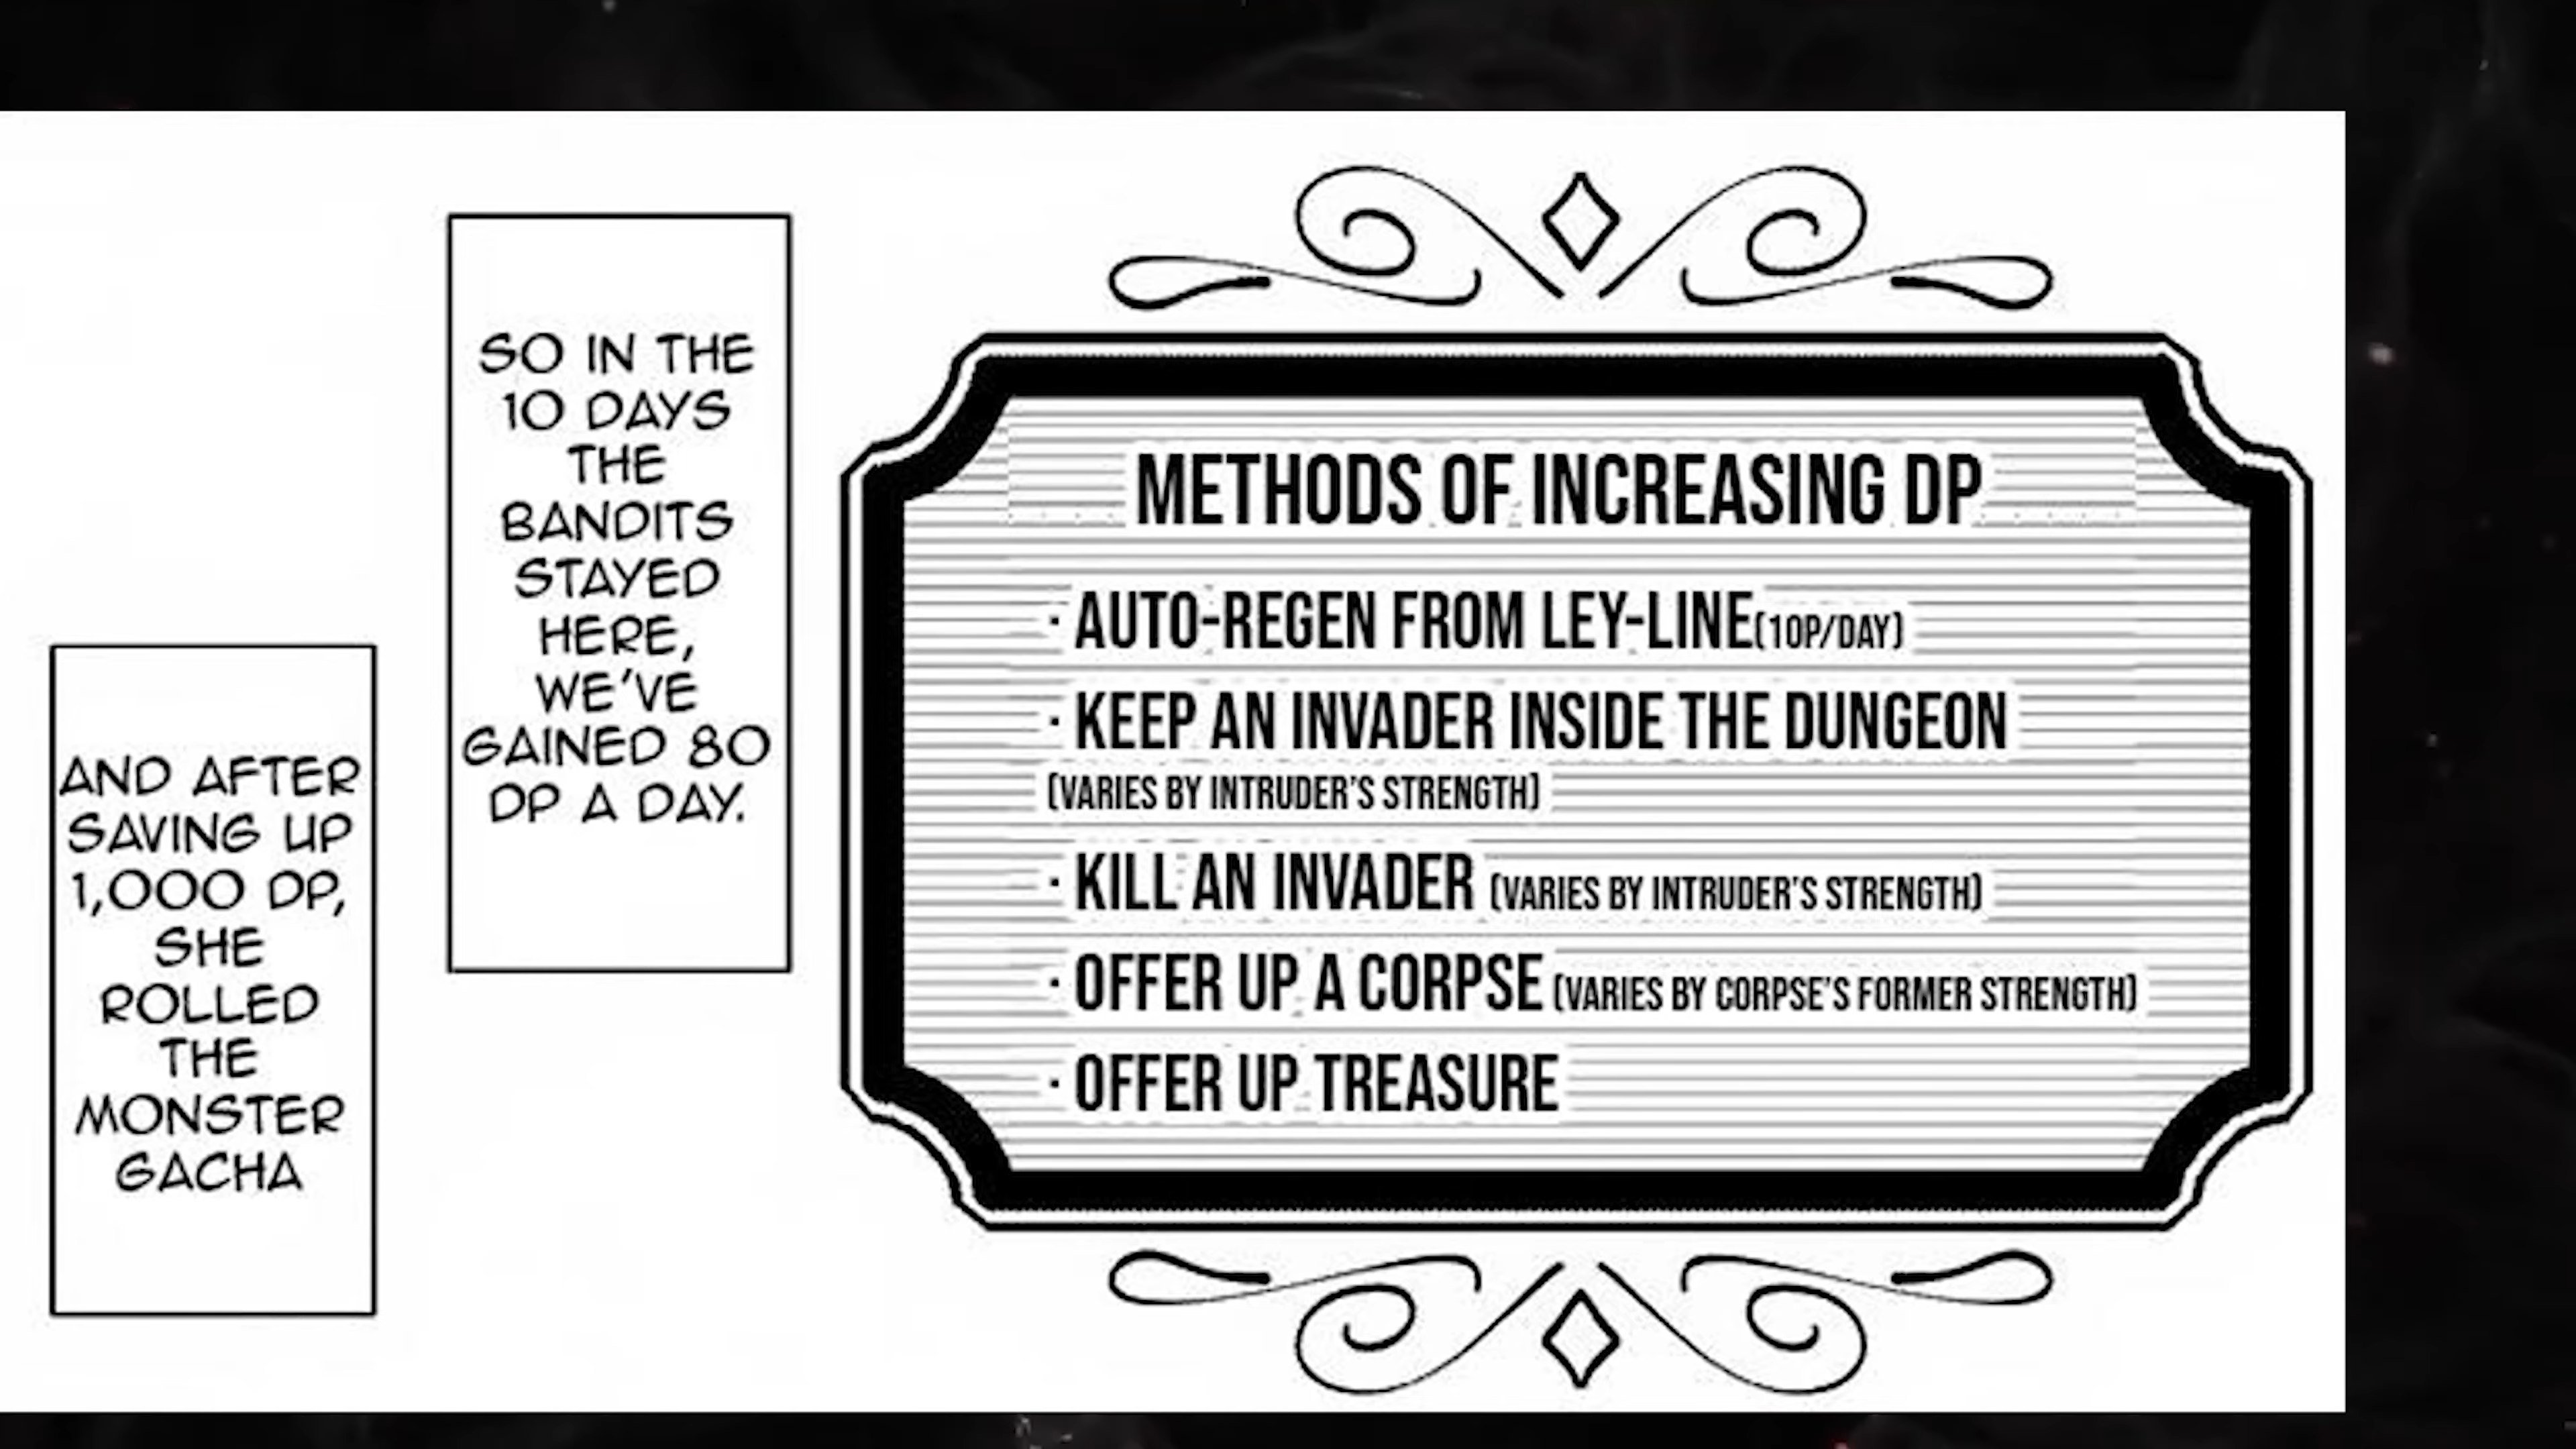 METHODS OF INCREASING DP
· AUTO-REGEN FROM LEY-LINE(10P/DAY)
· KEEP AN INVADER INSIDE THE DUNGEON
(VARIES BY INTRUDER'S STRENGTH)
· KILL AN INVADER (VARIES BY INTRUDER'S STRENGTH)
· OFFER UP A CORPSE (VARIES BY CORPSE'S FORMER STRENGTH)
· OFFER UP TREASURE
SO IN THE
10 DAYS
THE
BANDITS
STAYED
HERE,
WE'VE
GAINED 80
DP A DAY.
AND AFTER
SAVING UP
1,000 DP,
SHE
ROLLED
THE
MONSTER
GACHA